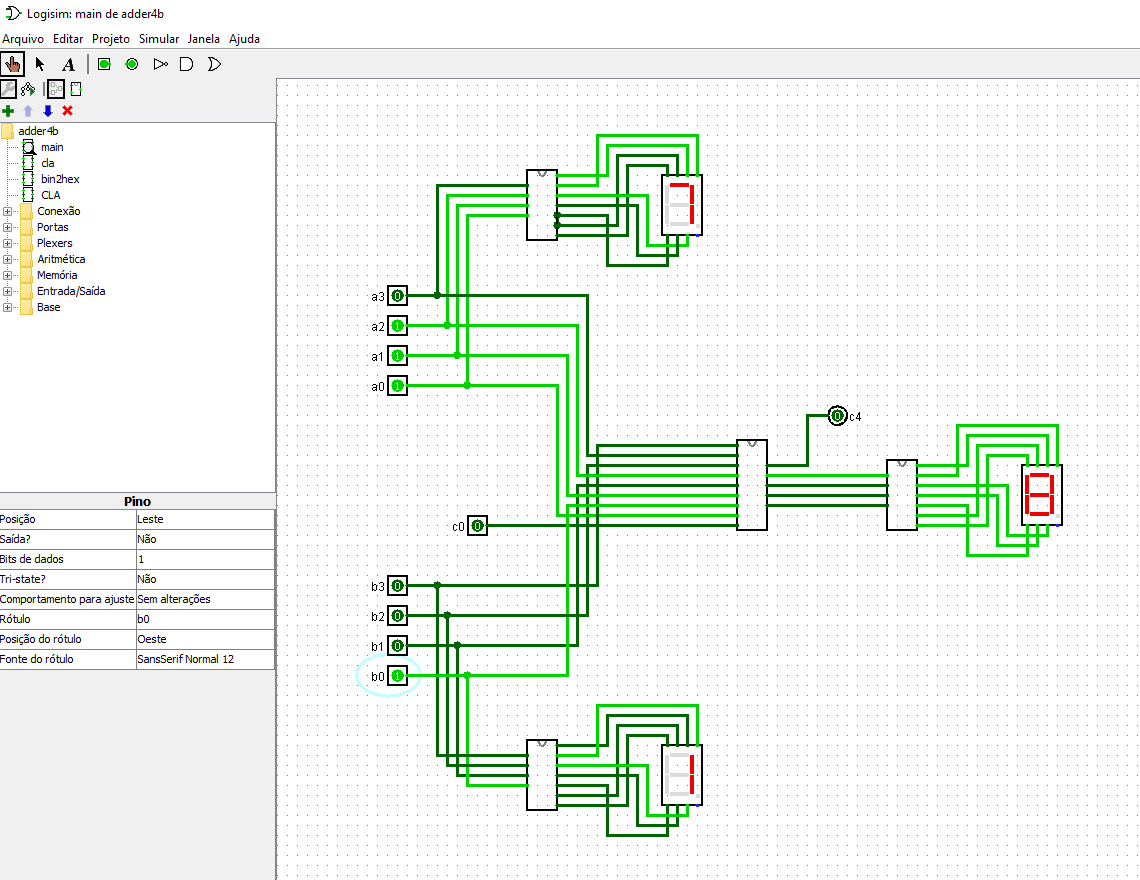 Logisim: main de adder4b
Arquivo Editar Projeto Simular Janela Ajuda
A
adder4b
main
cla
bin2hex
CLA
Conexão
Portas
Plexers
Aritmética
Memória
Entrada/Saída
Base
Pino
Posição Leste
Saída? Não
Bits de dados 1
Tri-state? Não
Comportamento para ajuste Sem alterações
Rótulo b0
Posição do rótulo Oeste
Fonte do rótulo SansSerif Normal 12
7
a3 0
a2 1
a1 1
a0 1
0 c4
8
c0 0
b3 0
b2 0
b1 0
b0 1
1